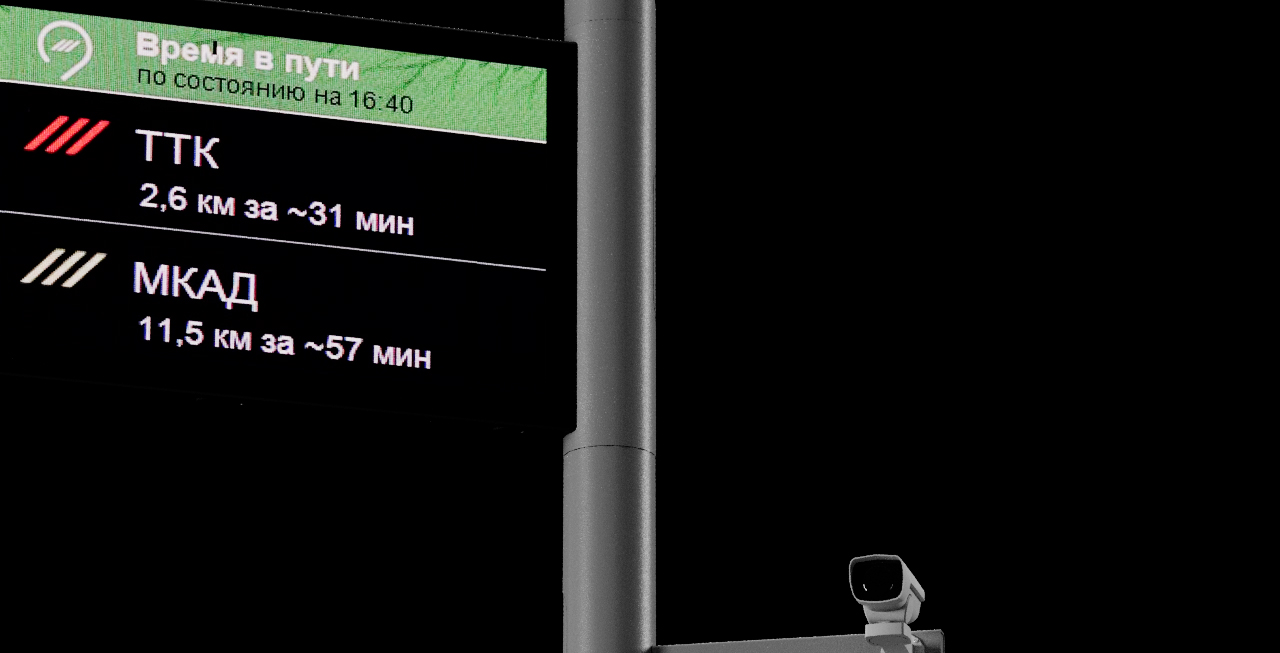 Время в пути
по состоянию на 16:40
ТТК
2,6 км за ~31 мин
МКАД
11,5 км за ~57 мин